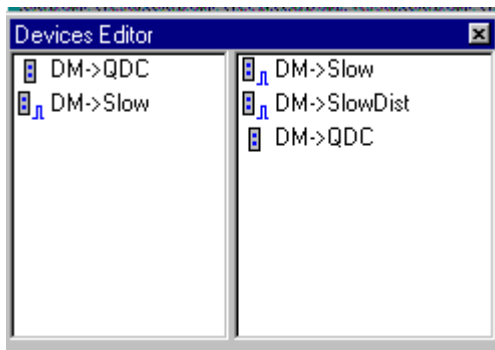 Devices Editor
DM->QDC
DM->Slow
DM->Slow
DM->SlowDist
DM->QDC